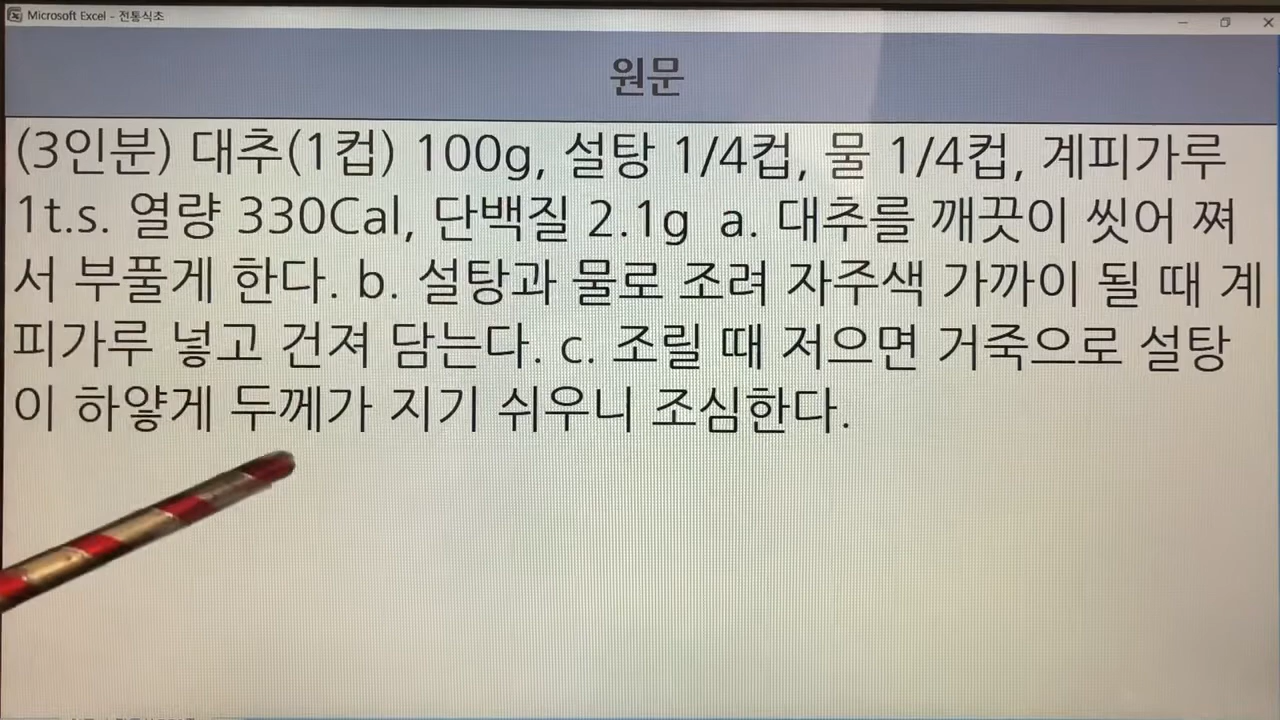 Microsoft Excel - 전통식초
원문
(3인분) 대추(1컵) 100g, 설탕 1/4컵, 물 1/4컵, 계피가루
1t.s. 열량 330Cal, 단백질 2.1g a. 대추를 깨끗이 씻어 쪄
서 부풀게 한다. b. 설탕과 물로 조려 자주색 가까이 될 때 계
피가루 넣고 건져 담는다. c. 조릴 때 저으면 거죽으로 설탕
이 하얗게 두께가 지기 쉬우니 조심한다.